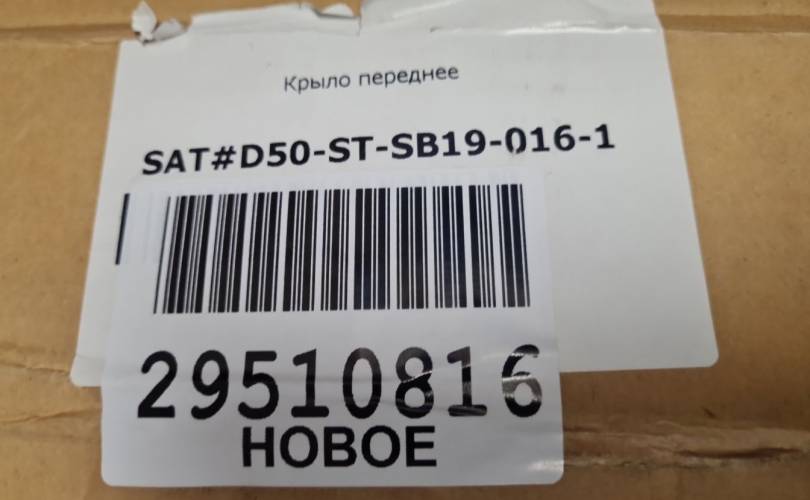 Крыло переднее
SAT#D50-ST-SB19-016-1
29510816
НОВОЕ